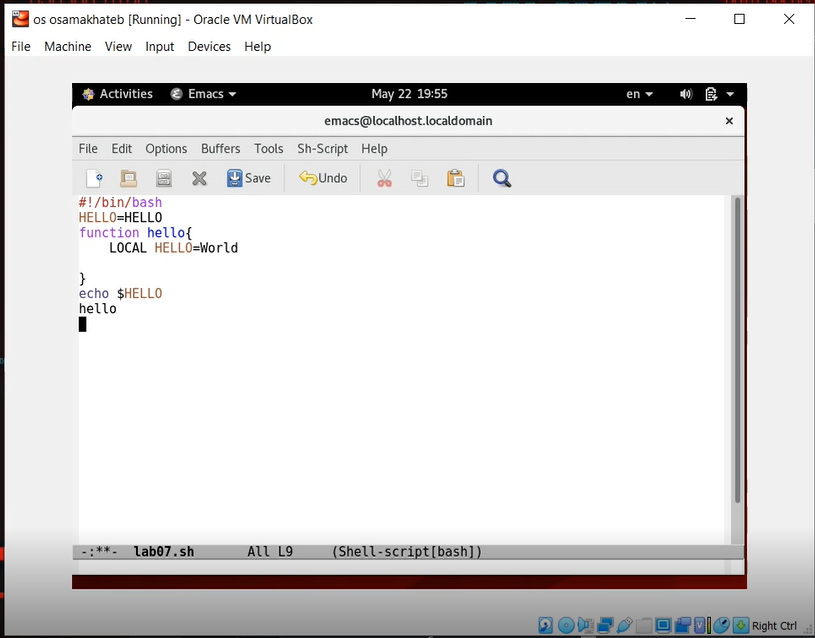 os osamakhateb [Running] - Oracle VM VirtualBox
File Machine View Input Devices Help
Activities Emacs May 22 19:55 en
emacs@localhost.localdomain
File Edit Options Buffers Tools Sh-Script Help
Save Undo
#!/bin/bash
HELLO=HELLO
function hello{
    LOCAL HELLO=World
}
echo $HELLO
hello
-:**- lab07.sh All L9 (Shell-script[bash])
Right Ctrl